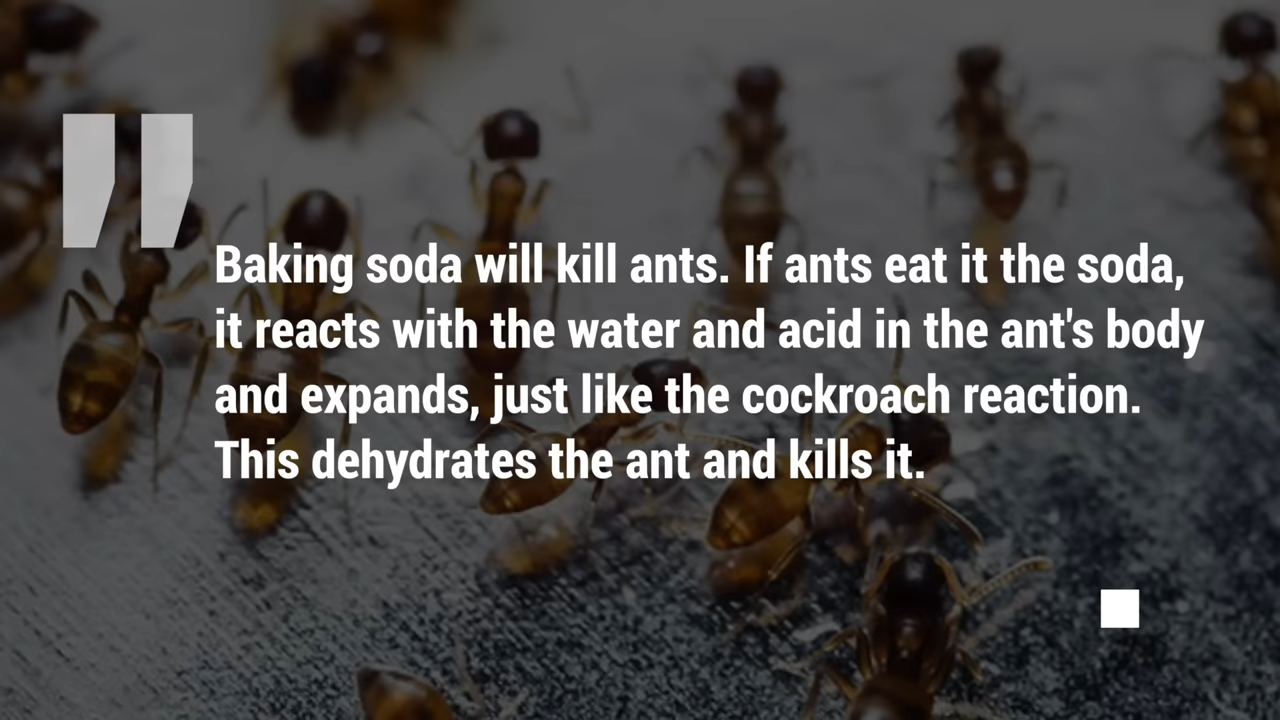 Baking soda will kill ants. If ants eat it the soda,
it reacts with the water and acid in the ant's body
and expands, just like the cockroach reaction.
This dehydrates the ant and kills it.